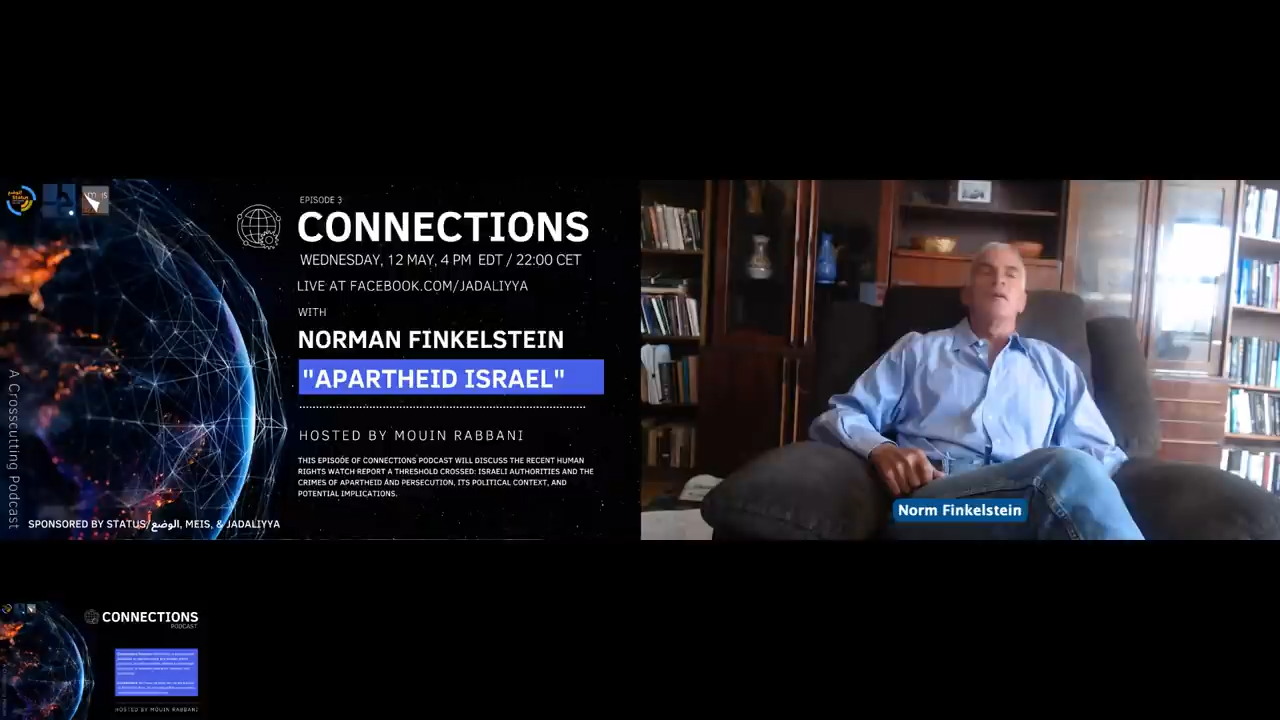 EPISODE 3
CONNECTIONS
WEDNESDAY, 12 MAY, 4 PM EDT / 22:00 CET
LIVE AT FACEBOOK.COM/JADALIYYA
WITH
NORMAN FINKELSTEIN
"APARTHEID ISRAEL"
HOSTED BY MOUIN RABBANI
THIS EPISODE OF CONNECTIONS PODCAST WILL DISCUSS THE RECENT HUMAN
RIGHTS WATCH REPORT A THRESHOLD CROSSED: ISRAELI AUTHORITIES AND THE
CRIMES OF APARTHEID AND PERSECUTION, ITS POLITICAL CONTEXT, AND
POTENTIAL IMPLICATIONS.
A Crosscutting Podcast
SPONSORED BY STATUS/الوضع, MEIS, & JADALIYYA
Norm Finkelstein
CONNECTIONS
PODCAST
HOSTED BY MOUIN RABBANI